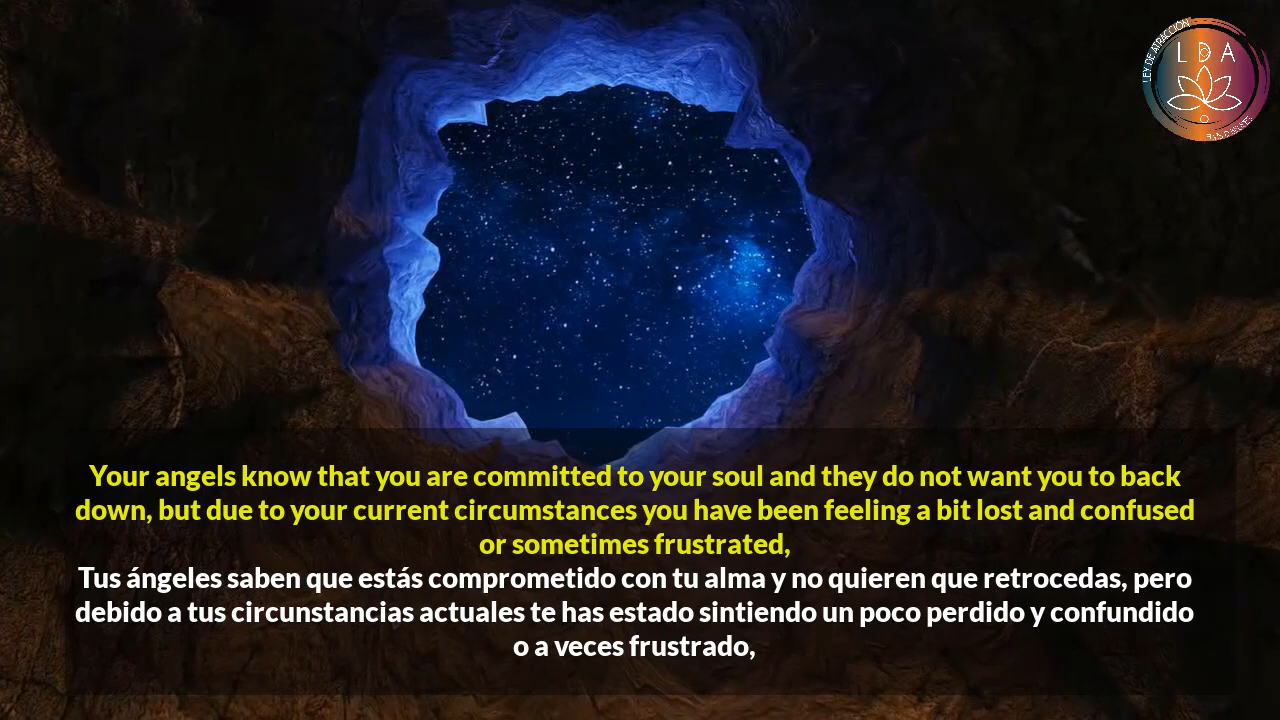 LEY DE ATRACCIÓN
L D A
Your angels know that you are committed to your soul and they do not want you to back
down, but due to your current circumstances you have been feeling a bit lost and confused
or sometimes frustrated,
Tus ángeles saben que estás comprometido con tu alma y no quieren que retrocedas, pero
debido a tus circunstancias actuales te has estado sintiendo un poco perdido y confundido
o a veces frustrado,